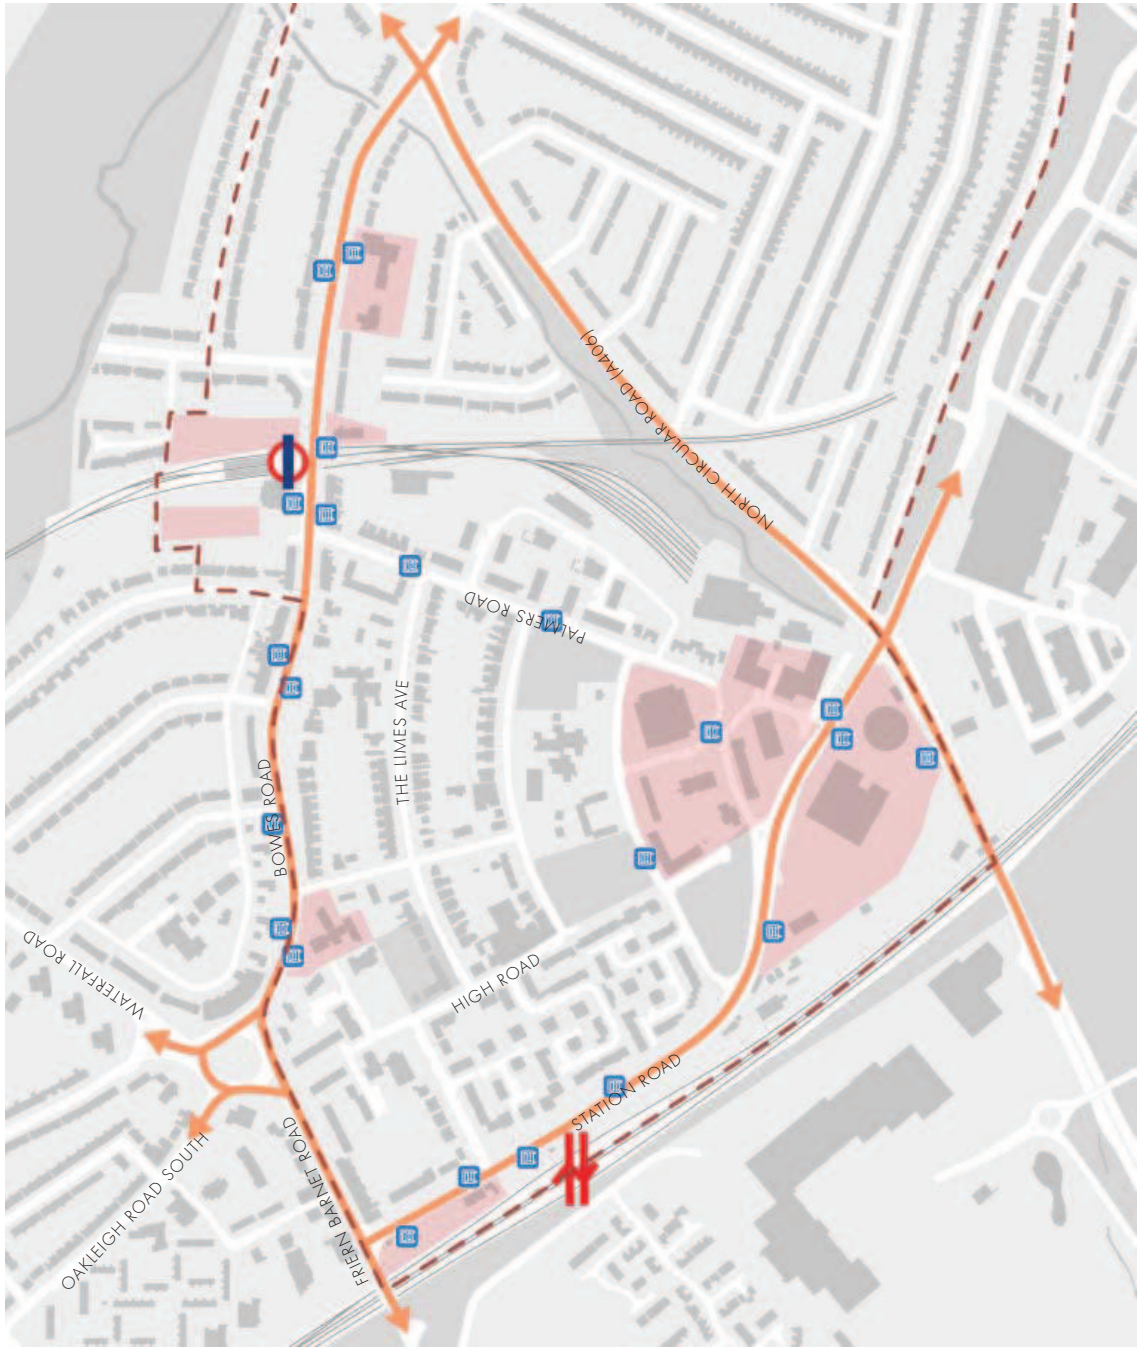 NORTH CIRCULAR ROAD (A406)
PALMERS ROAD
THE LIMES AVE
BOWES ROAD
WATERFALL ROAD
HIGH ROAD
STATION ROAD
OAKLEIGH ROAD SOUTH
FRIERN BARNET ROAD